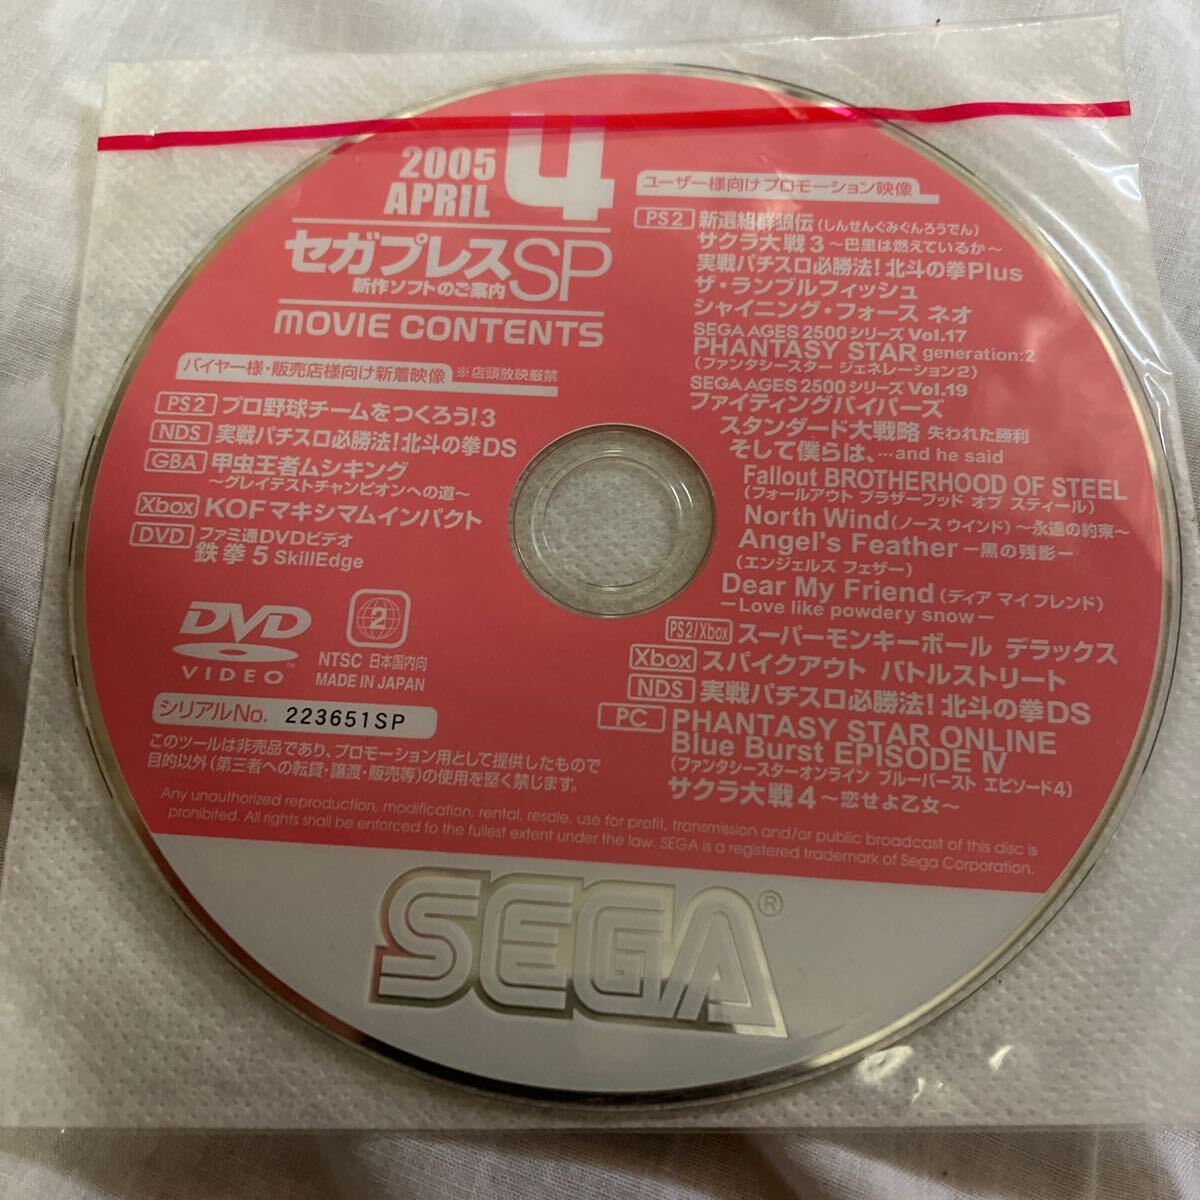 2005
APRIL
4
セガプレスSP
新作ソフトのご案内
MOVIE CONTENTS
バイヤー様・販売店様向け新着映像 ※店頭放映厳禁
PS2 プロ野球チームをつくろう!3
NDS 実戦パチスロ必勝法!北斗の拳DS
GBA 甲虫王者ムシキング
～グレイテストチャンピオンへの道～
Xbox KOFマキシマムインパクト
DVD ファミ通DVDビデオ
鉄拳5 SkillEdge
DVD
VIDEO
TM
2
NTSC 日本国内向
MADE IN JAPAN
シリアルNo. 223651SP
このツールは非売品であり、プロモーション用として提供したもので
目的以外(第三者への転貸・譲渡・販売等)の使用を堅く禁じます。
ユーザー様向けプロモーション映像
PS2 新選組群狼伝(しんせんぐみぐんろうでん)
サクラ大戦3～巴里は燃えているか～
実戦パチスロ必勝法!北斗の拳Plus
ザ・ランブルフィッシュ
シャイニング・フォース ネオ
SEGA AGES 2500シリーズ Vol.17
PHANTASY STAR generation:2
(ファンタシースター ジェネレーション2)
SEGA AGES 2500シリーズ Vol.19
ファイティングバイパーズ
スタンダード大戦略 失われた勝利
そして僕らは、…and he said
Fallout BROTHERHOOD OF STEEL
(フォールアウト ブラザーフッド オブ スティール)
North Wind(ノース ウインド)～永遠の約束～
Angel's Feather－黒の残影－
(エンジェルズ フェザー)
Dear My Friend(ディア マイ フレンド)
－Love like powdery snow－
PS2/Xbox スーパーモンキーボール デラックス
Xbox スパイクアウト バトルストリート
NDS 実戦パチスロ必勝法!北斗の拳DS
PC PHANTASY STAR ONLINE
Blue Burst EPISODE Ⅳ
(ファンタシースターオンライン ブルーバースト エピソード4)
サクラ大戦4～恋せよ乙女～
Any unauthorized reproduction, modification, rental, resale, use for profit, transmission and/or public broadcast of this disc is
prohibited. All rights shall be enforced to the fullest extent under the law. SEGA is a registered trademark of Sega Corporation.
SEGA®